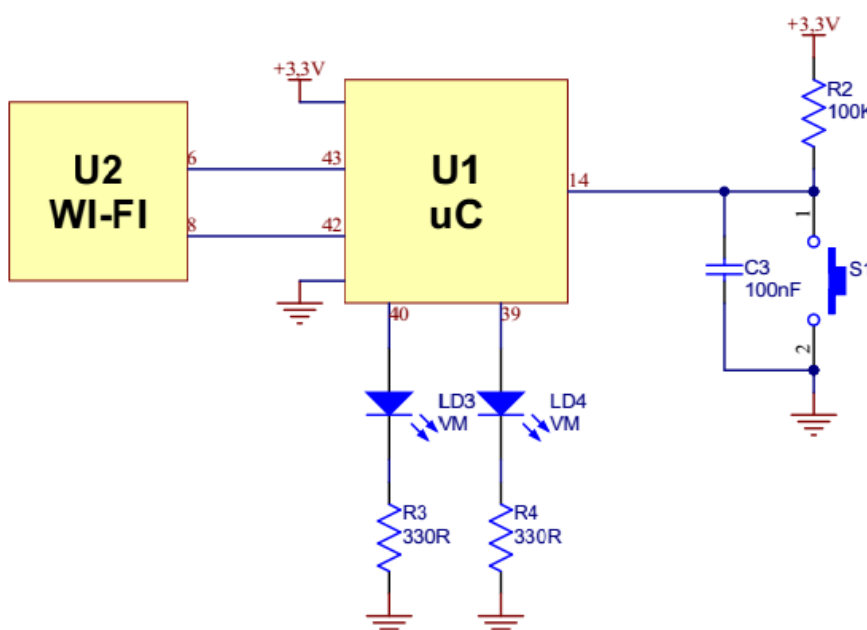 +3,3V
R2
100K
+3,3V
U2
WI-FI
6
8
43
42
U1
uC
14
1
C3
100nF
S1
2
40
39
LD3
VM
LD4
VM
R3
330R
R4
330R